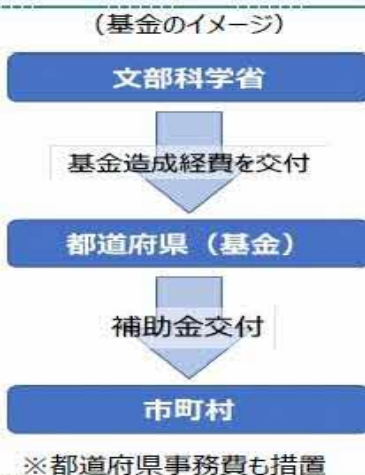 （基金のイメージ）
文部科学省
基金造成経費を交付
都道府県（基金）
補助金交付
市町村
※都道府県事務費も措置